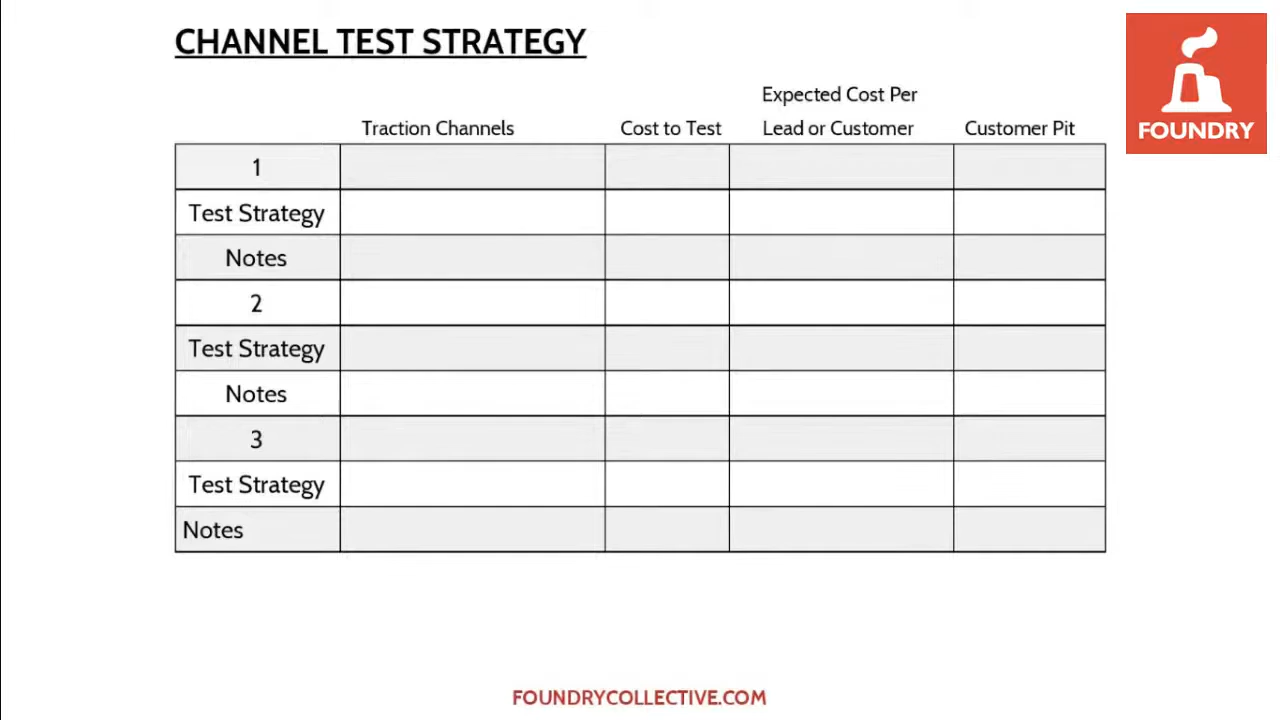 CHANNEL TEST STRATEGY
FOUNDRY
Expected Cost Per
Traction Channels Cost to Test Lead or Customer Customer Pit
1
Test Strategy
Notes
2
Test Strategy
Notes
3
Test Strategy
Notes
FOUNDRYCOLLECTIVE.COM